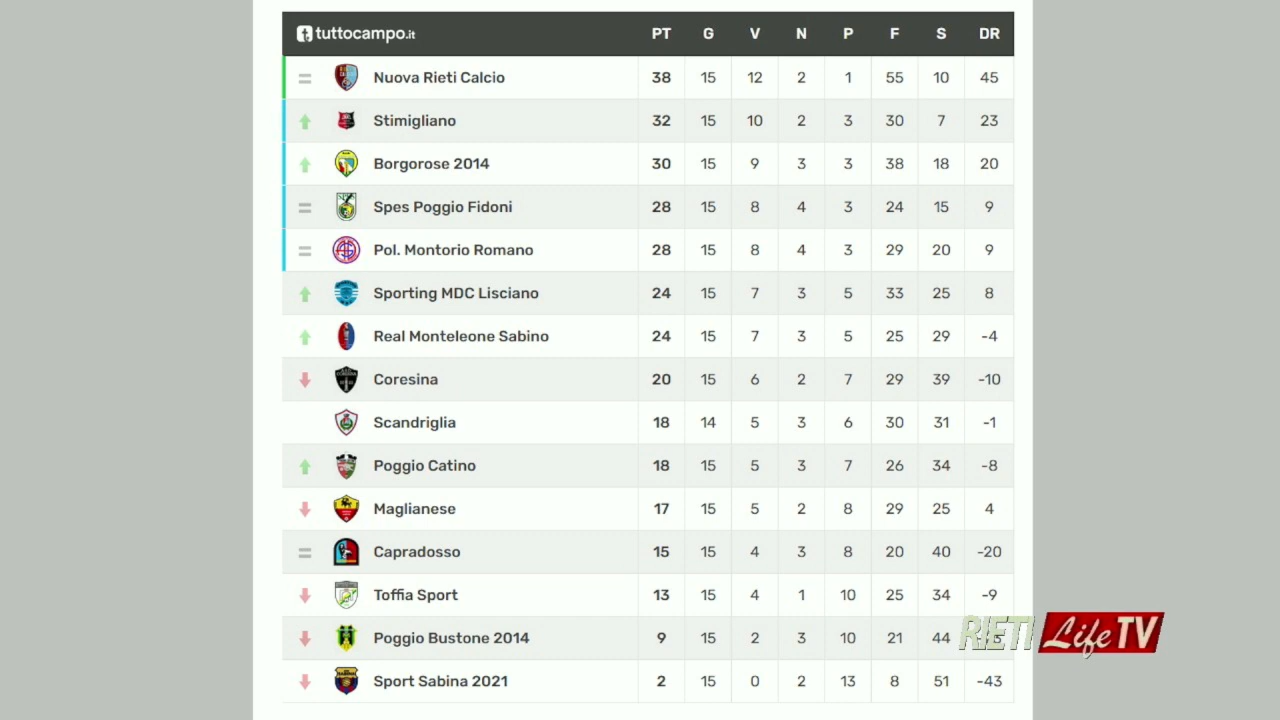 tuttocampo.it PT G V N P F S DR
Nuova Rieti Calcio 38 15 12 2 1 55 10 45
Stimigliano 32 15 10 2 3 30 7 23
Borgorose 2014 30 15 9 3 3 38 18 20
Spes Poggio Fidoni 28 15 8 4 3 24 15 9
Pol. Montorio Romano 28 15 8 4 3 29 20 9
Sporting MDC Lisciano 24 15 7 3 5 33 25 8
Real Monteleone Sabino 24 15 7 3 5 25 29 -4
Coresina 20 15 6 2 7 29 39 -10
Scandriglia 18 14 5 3 6 30 31 -1
Poggio Catino 18 15 5 3 7 26 34 -8
Maglianese 17 15 5 2 8 29 25 4
Capradosso 15 15 4 3 8 20 40 -20
Toffia Sport 13 15 4 1 10 25 34 -9
Poggio Bustone 2014 9 15 2 3 10 21 44
RIETI Life TV
Sport Sabina 2021 2 15 0 2 13 8 51 -43